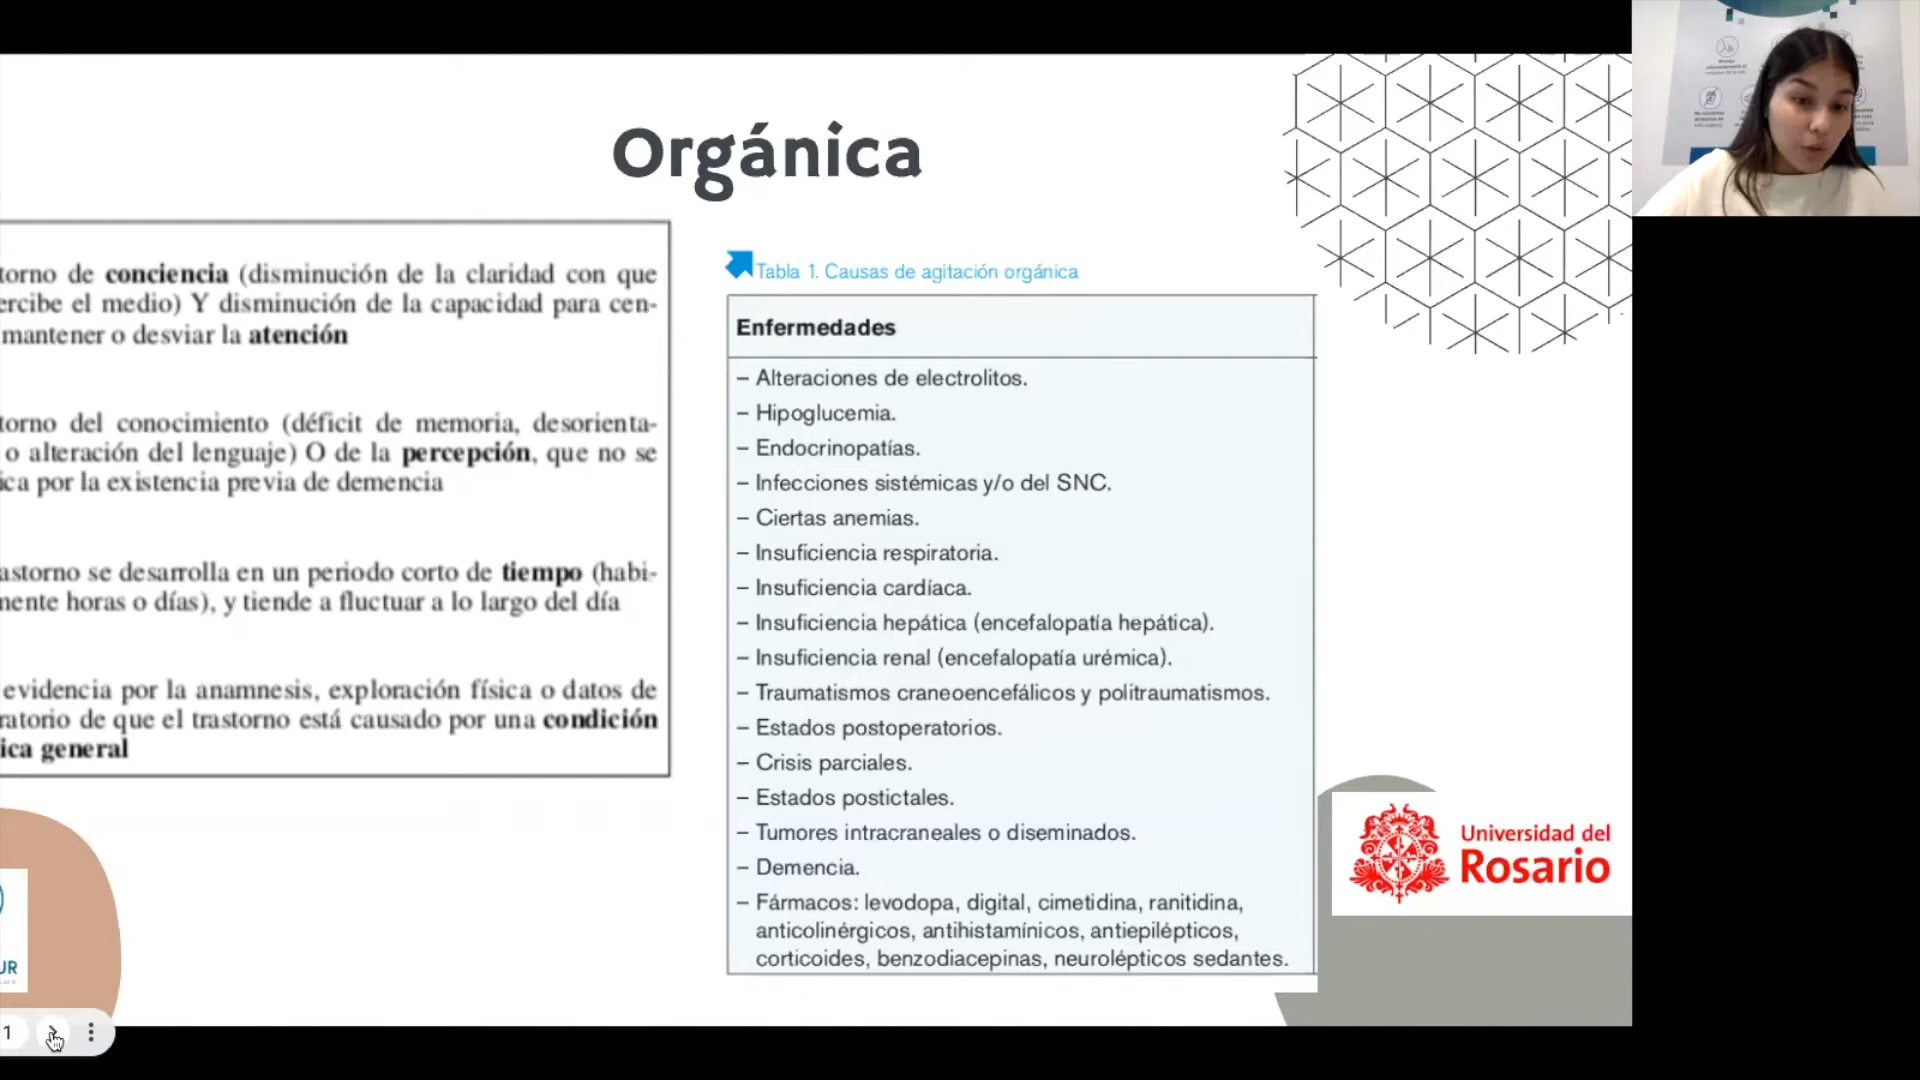 Orgánica
torno de conciencia (disminución de la claridad con que
ercibe el medio) Y disminución de la capacidad para cen-
mantener o desviar la atención
torno del conocimiento (déficit de memoria, desorienta-
o alteración del lenguaje) O de la percepción, que no se
ica por la existencia previa de demencia
astorno se desarrolla en un periodo corto de tiempo (habi-
mente horas o días), y tiende a fluctuar a lo largo del día
evidencia por la anamnesis, exploración física o datos de
ratorio de que el trastorno está causado por una condición
ica general
Tabla 1. Causas de agitación orgánica
Enfermedades
– Alteraciones de electrolitos.
– Hipoglucemia.
– Endocrinopatías.
– Infecciones sistémicas y/o del SNC.
– Ciertas anemias.
– Insuficiencia respiratoria.
– Insuficiencia cardíaca.
– Insuficiencia hepática (encefalopatía hepática).
– Insuficiencia renal (encefalopatía urémica).
– Traumatismos craneoencefálicos y politraumatismos.
– Estados postoperatorios.
– Crisis parciales.
– Estados postictales.
– Tumores intracraneales o diseminados.
– Demencia.
– Fármacos: levodopa, digital, cimetidina, ranitidina,
anticolinérgicos, antihistamínicos, antiepilépticos,
corticoides, benzodiacepinas, neurolépticos sedantes.
Universidad del
Rosario
UR
1